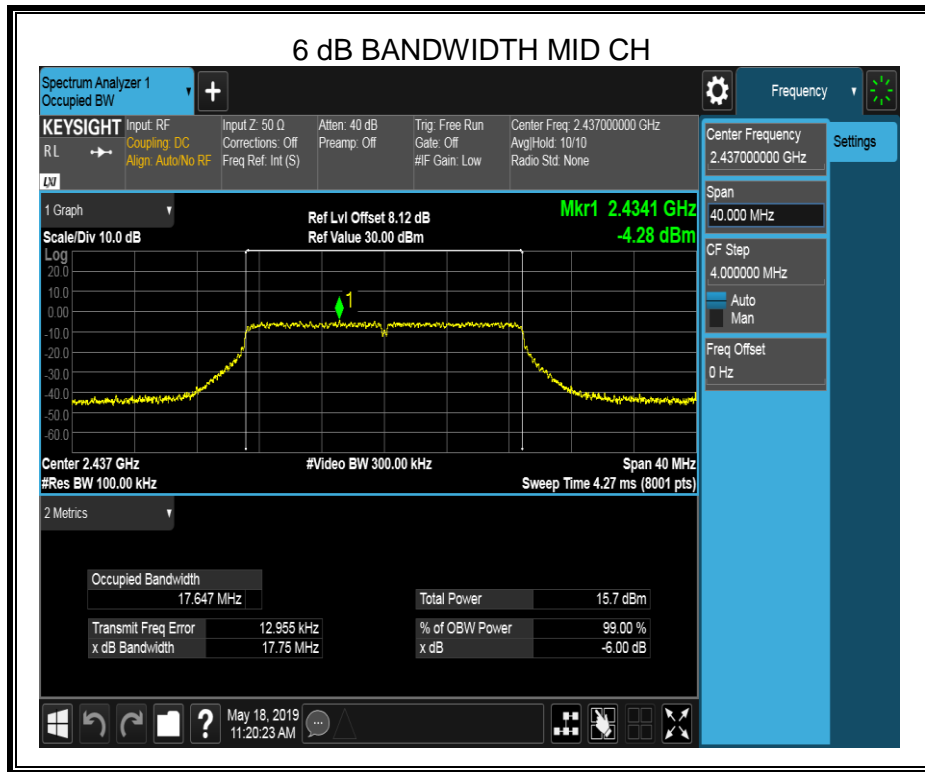 6 dB BANDWIDTH MID CH
Spectrum Analyzer 1
Occupied BW
+
Frequency
KEYSIGHT
RL
LXI
Input: RF
Coupling: DC
Align: Auto/No RF
Input Z: 50 Ω
Corrections: Off
Freq Ref: Int (S)
Atten: 40 dB
Preamp: Off
Trig: Free Run
Gate: Off
#IF Gain: Low
Center Freq: 2.437000000 GHz
Avg|Hold: 10/10
Radio Std: None
Center Frequency
2.437000000 GHz
Settings
Span
40.000 MHz
CF Step
4.000000 MHz
Auto
Man
Freq Offset
0 Hz
1 Graph
Scale/Div 10.0 dB
Ref Lvl Offset 8.12 dB
Ref Value 30.00 dBm
Mkr1 2.4341 GHz
-4.28 dBm
Log
20.0
10.0
0.00
-10.0
-20.0
-30.0
-40.0
-50.0
-60.0
1
Center 2.437 GHz
#Res BW 100.00 kHz
#Video BW 300.00 kHz
Span 40 MHz
Sweep Time 4.27 ms (8001 pts)
2 Metrics
Occupied Bandwidth
17.647 MHz
Total Power 15.7 dBm
Transmit Freq Error 12.955 kHz
% of OBW Power 99.00 %
x dB Bandwidth 17.75 MHz
x dB -6.00 dB
?
May 18, 2019
11:20:23 AM